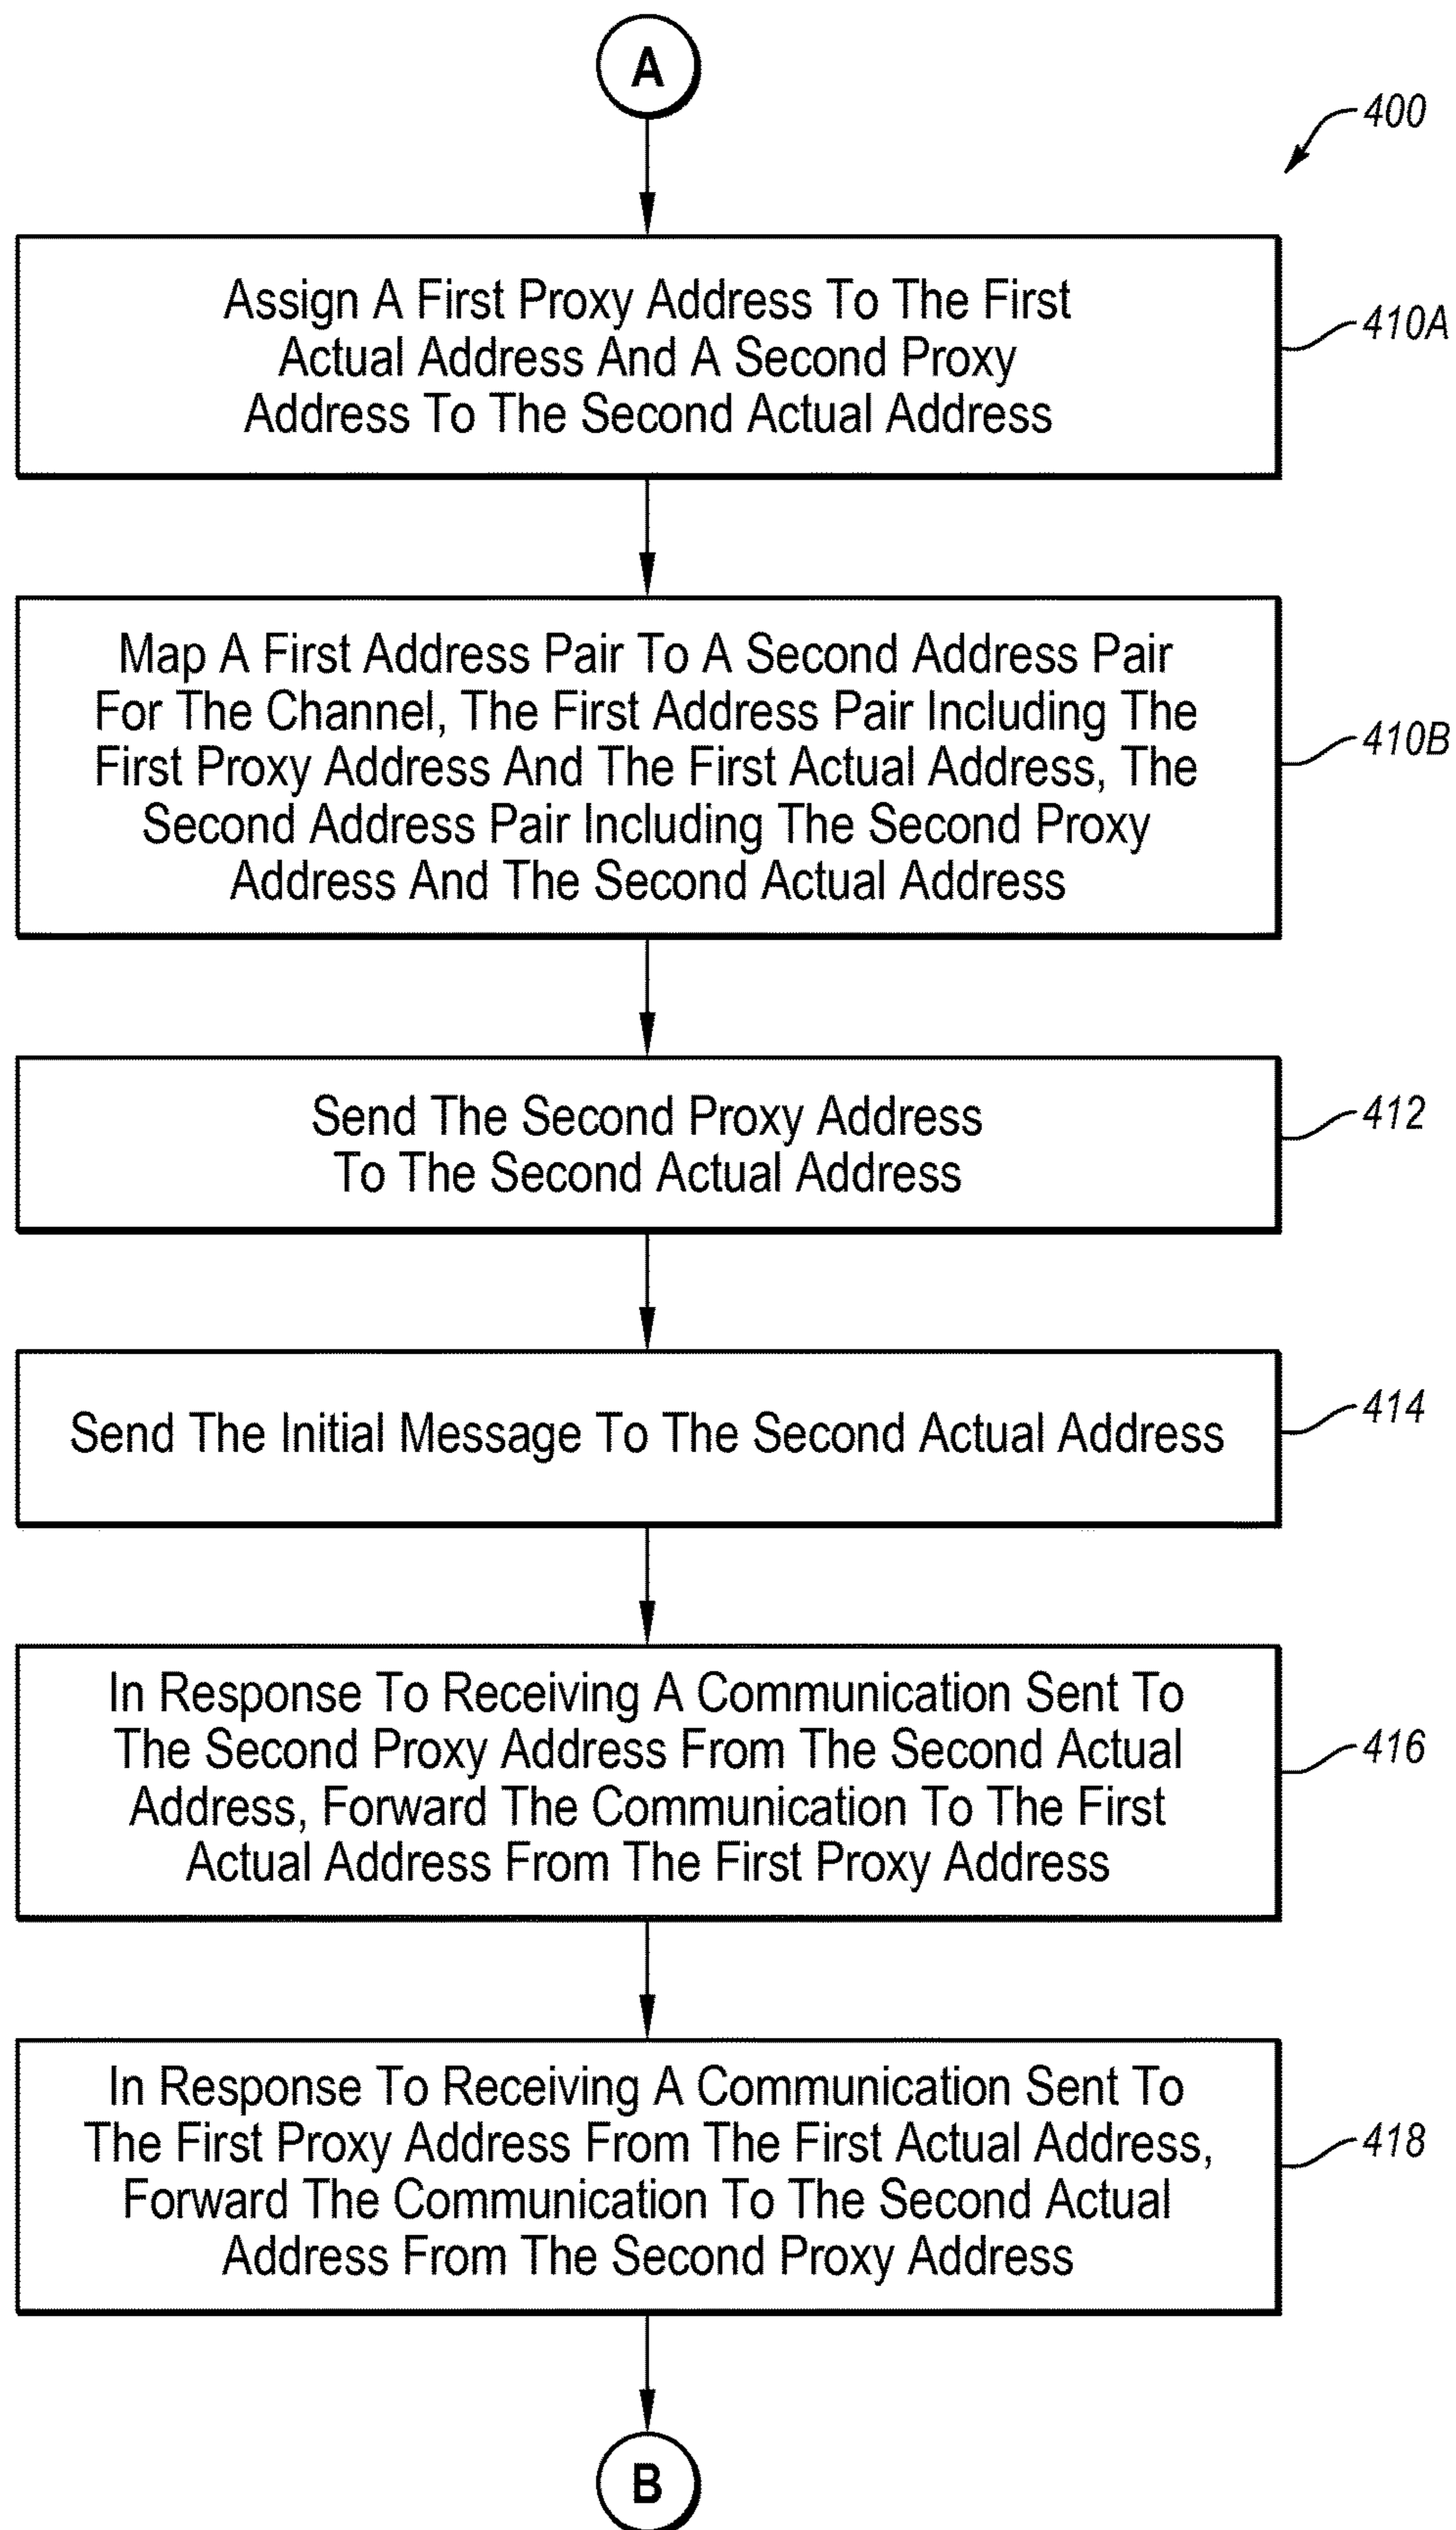 A
400
Assign A First Proxy Address To The First
Actual Address And A Second Proxy
Address To The Second Actual Address
410A
Map A First Address Pair To A Second Address Pair
For The Channel, The First Address Pair Including The
First Proxy Address And The First Actual Address, The
Second Address Pair Including The Second Proxy
Address And The Second Actual Address
410B
Send The Second Proxy Address
To The Second Actual Address
412
Send The Initial Message To The Second Actual Address
414
In Response To Receiving A Communication Sent To
The Second Proxy Address From The Second Actual
Address, Forward The Communication To The First
Actual Address From The First Proxy Address
416
In Response To Receiving A Communication Sent To
The First Proxy Address From The First Actual Address,
Forward The Communication To The Second Actual
Address From The Second Proxy Address
418
B